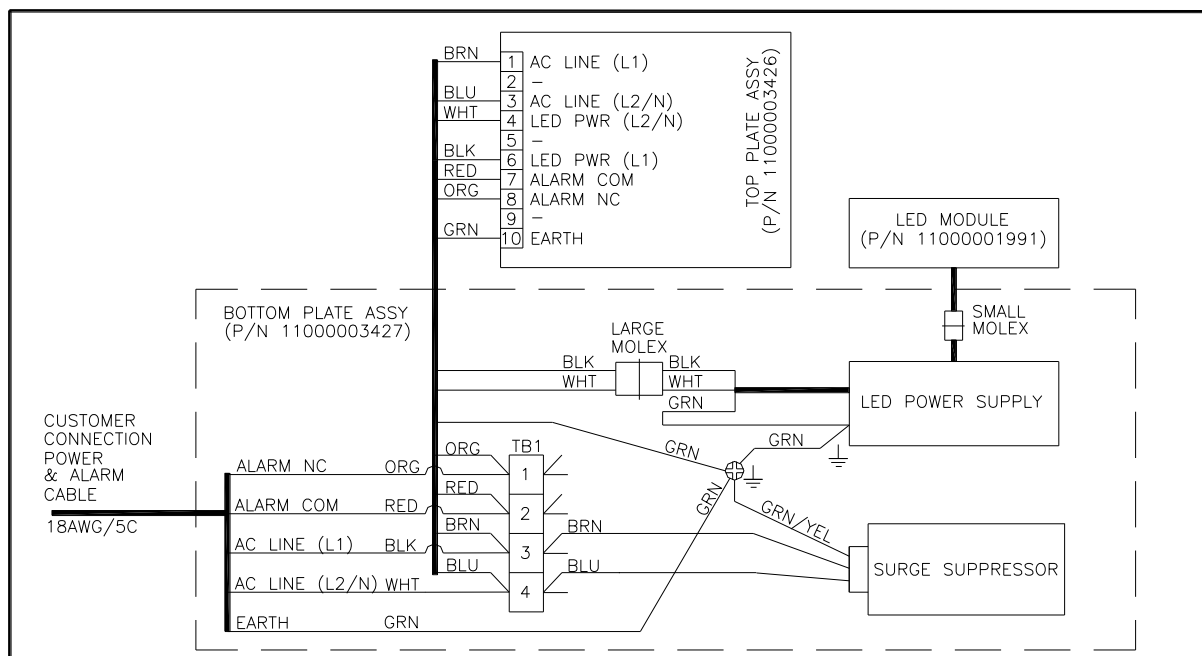 BRN
1 AC LINE (L1)
2 –
BLU
3 AC LINE (L2/N)
WHT
4 LED PWR (L2/N)
5 –
BLK
6 LED PWR (L1)
RED
7 ALARM COM
ORG
8 ALARM NC
9 –
GRN
10 EARTH
TOP PLATE ASSY
(P/N 11000003426)
LED MODULE
(P/N 11000001991)
SMALL
MOLEX
BOTTOM PLATE ASSY
(P/N 11000003427)
LARGE
MOLEX
BLK
WHT
BLK
WHT
GRN
LED POWER SUPPLY
GRN
GRN
GRN
GRN/YEL
CUSTOMER
CONNECTION
POWER
& ALARM
CABLE
18AWG/5C
TB1
ORG
ALARM NC ORG
1
RED
ALARM COM RED
2
BRN
AC LINE (L1) BLK
3
BRN
BLU
AC LINE (L2/N) WHT
4
BLU
EARTH GRN
SURGE SUPPRESSOR